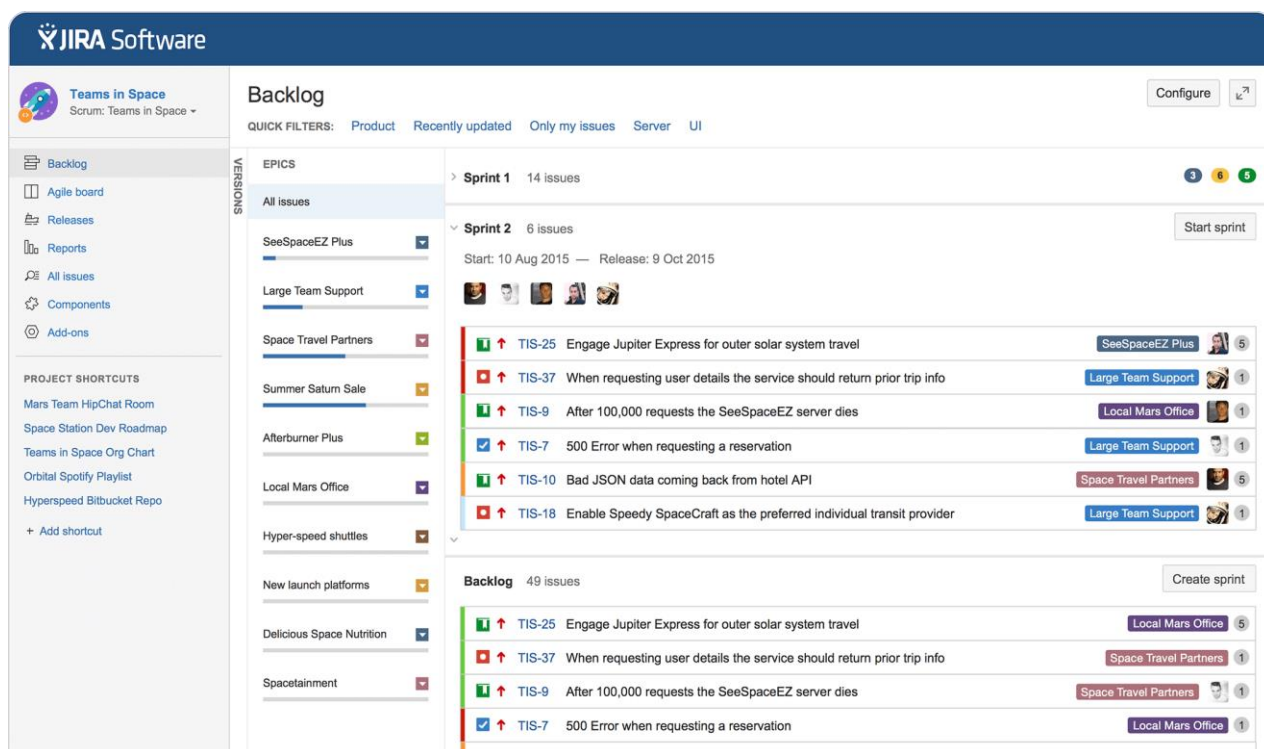 JIRA Software
Teams in Space
Scrum: Teams in Space
Backlog
Agile board
Releases
Reports
All issues
Components
Add-ons
PROJECT SHORTCUTS
Mars Team HipChat Room
Space Station Dev Roadmap
Teams in Space Org Chart
Orbital Spotify Playlist
Hyperspeed Bitbucket Repo
+ Add shortcut
Backlog
Configure
QUICK FILTERS: Product Recently updated Only my issues Server UI
VERSIONS
EPICS
All issues
SeeSpaceEZ Plus
Large Team Support
Space Travel Partners
Summer Saturn Sale
Afterburner Plus
Local Mars Office
Hyper-speed shuttles
New launch platforms
Delicious Space Nutrition
Spacetainment
Sprint 1 14 issues 3 6 5
Sprint 2 6 issues Start sprint
Start: 10 Aug 2015 — Release: 9 Oct 2015
TIS-25 Engage Jupiter Express for outer solar system travel SeeSpaceEZ Plus 5
TIS-37 When requesting user details the service should return prior trip info Large Team Support 1
TIS-9 After 100,000 requests the SeeSpaceEZ server dies Local Mars Office 1
TIS-7 500 Error when requesting a reservation Large Team Support 1
TIS-10 Bad JSON data coming back from hotel API Space Travel Partners 5
TIS-18 Enable Speedy SpaceCraft as the preferred individual transit provider Large Team Support 1
Backlog 49 issues Create sprint
TIS-25 Engage Jupiter Express for outer solar system travel Local Mars Office 5
TIS-37 When requesting user details the service should return prior trip info Space Travel Partners 1
TIS-9 After 100,000 requests the SeeSpaceEZ server dies Space Travel Partners 1
TIS-7 500 Error when requesting a reservation Local Mars Office 1